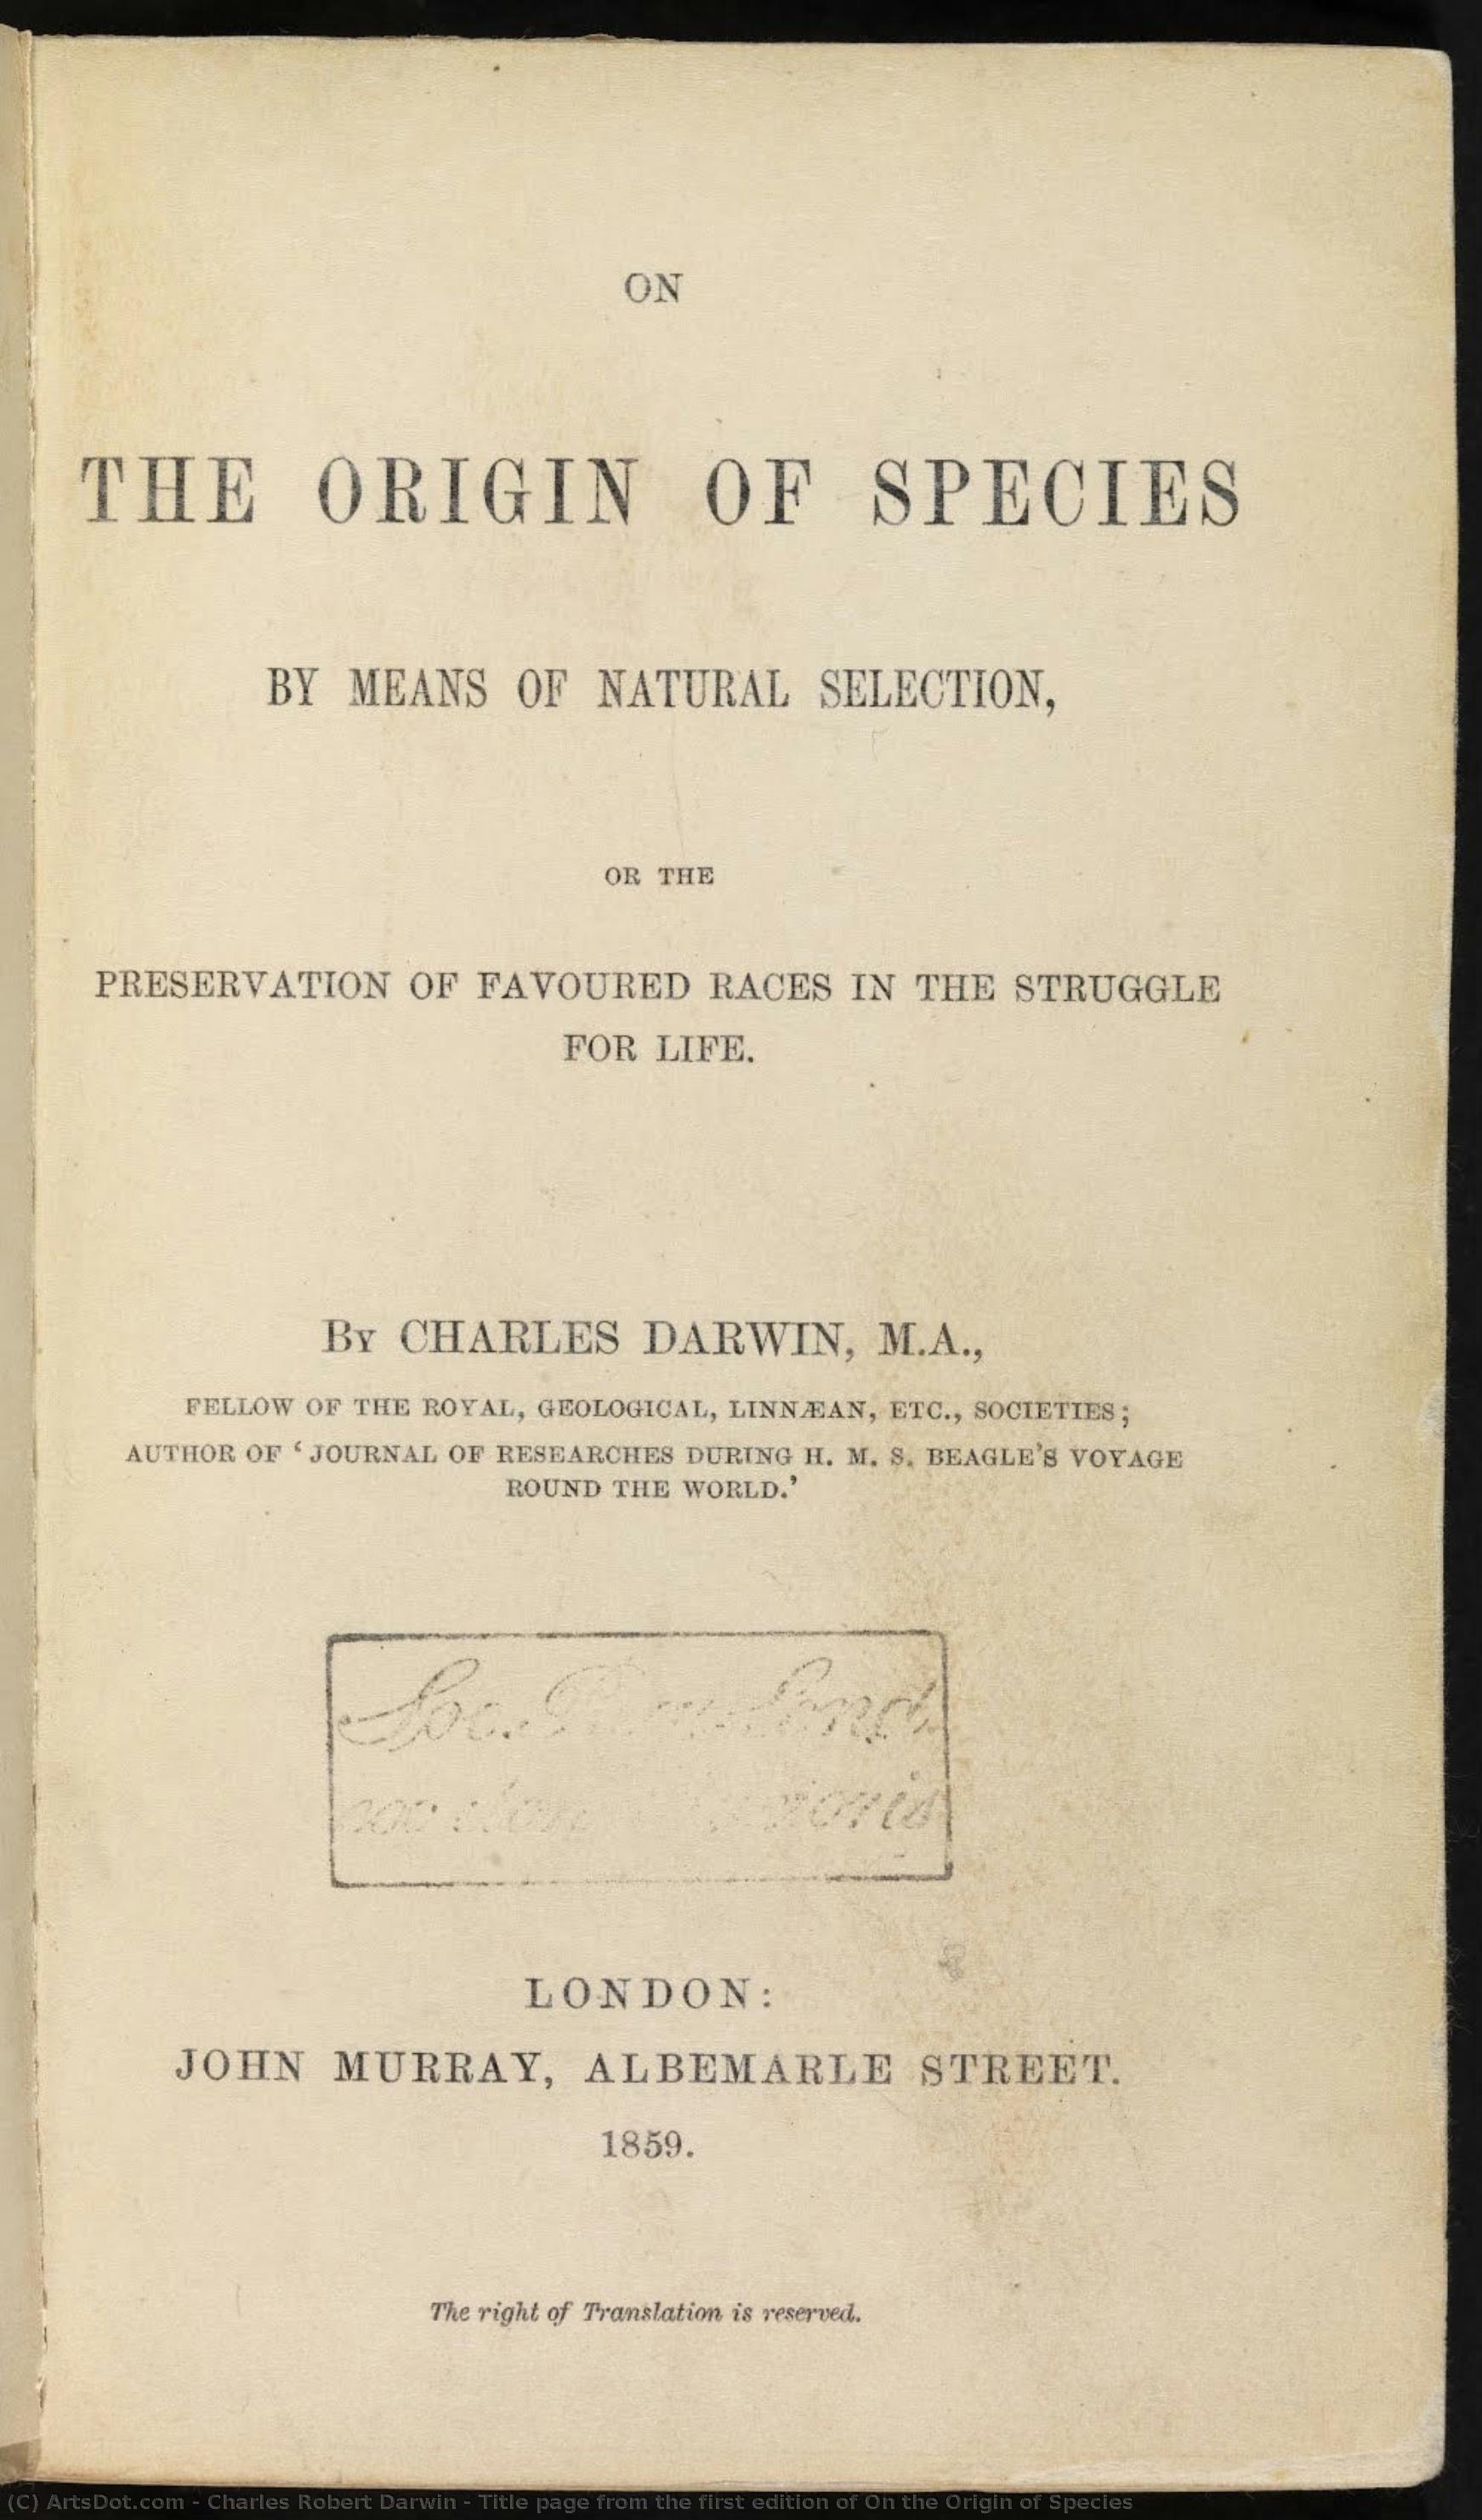 ON
THE ORIGIN OF SPECIES
BY MEANS OF NATURAL SELECTION,
OR THE
PRESERVATION OF FAVOURED RACES IN THE STRUGGLE
FOR LIFE.
BY CHARLES DARWIN, M.A.,
FELLOW OF THE ROYAL, GEOLOGICAL, LINNÆAN, ETC., SOCIETIES;
AUTHOR OF ‘JOURNAL OF RESEARCHES DURING H. M. S. BEAGLE’S VOYAGE
ROUND THE WORLD.’
Soc.
LONDON:
JOHN MURRAY, ALBEMARLE STREET.
1859.
The right of Translation is reserved.
(C) ArtsDot.com - Charles Robert Darwin - Title page from the first edition of On the Origin of Species